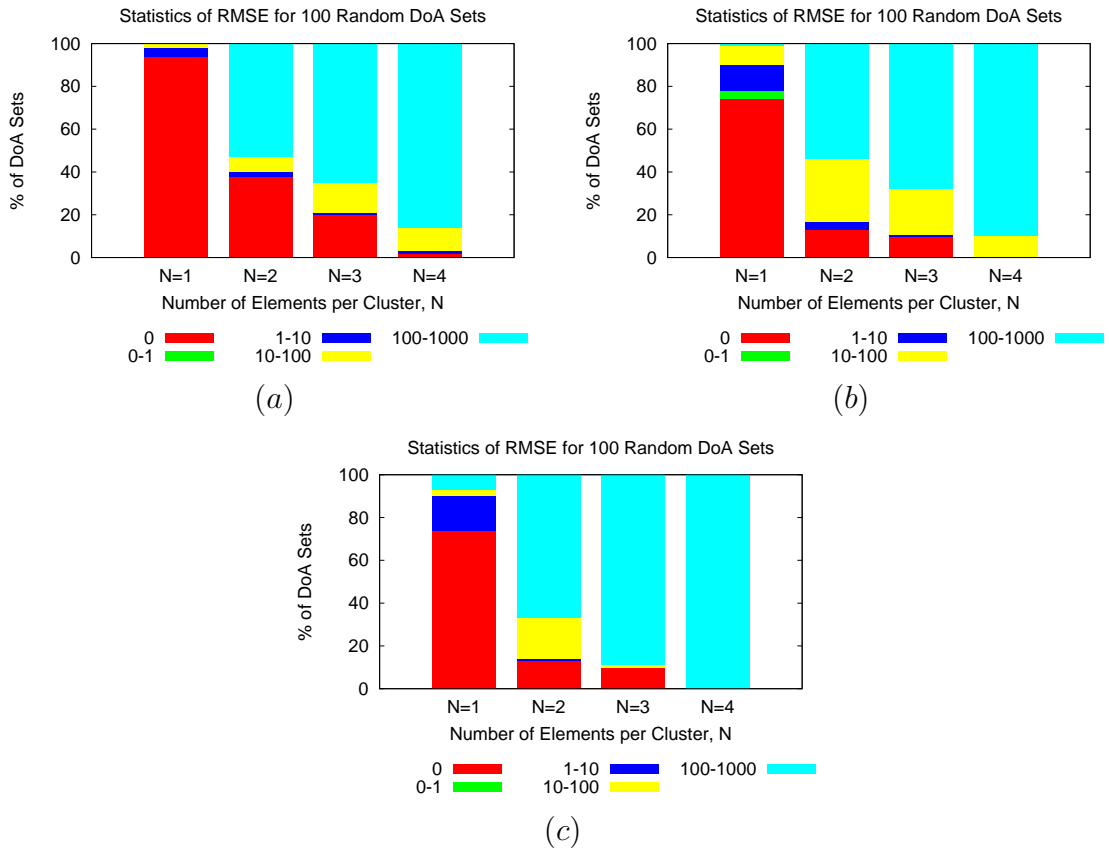 Statistics of RMSE for 100 Random DoA Sets
% of DoA Sets
100
80
60
40
20
0
N=1 N=2 N=3 N=4
Number of Elements per Cluster, N
0 1-10 100-1000
0-1 10-100
(a)
Statistics of RMSE for 100 Random DoA Sets
% of DoA Sets
100
80
60
40
20
0
N=1 N=2 N=3 N=4
Number of Elements per Cluster, N
0 1-10 100-1000
0-1 10-100
(b)
Statistics of RMSE for 100 Random DoA Sets
% of DoA Sets
100
80
60
40
20
0
N=1 N=2 N=3 N=4
Number of Elements per Cluster, N
0 1-10 100-1000
0-1 10-100
(c)